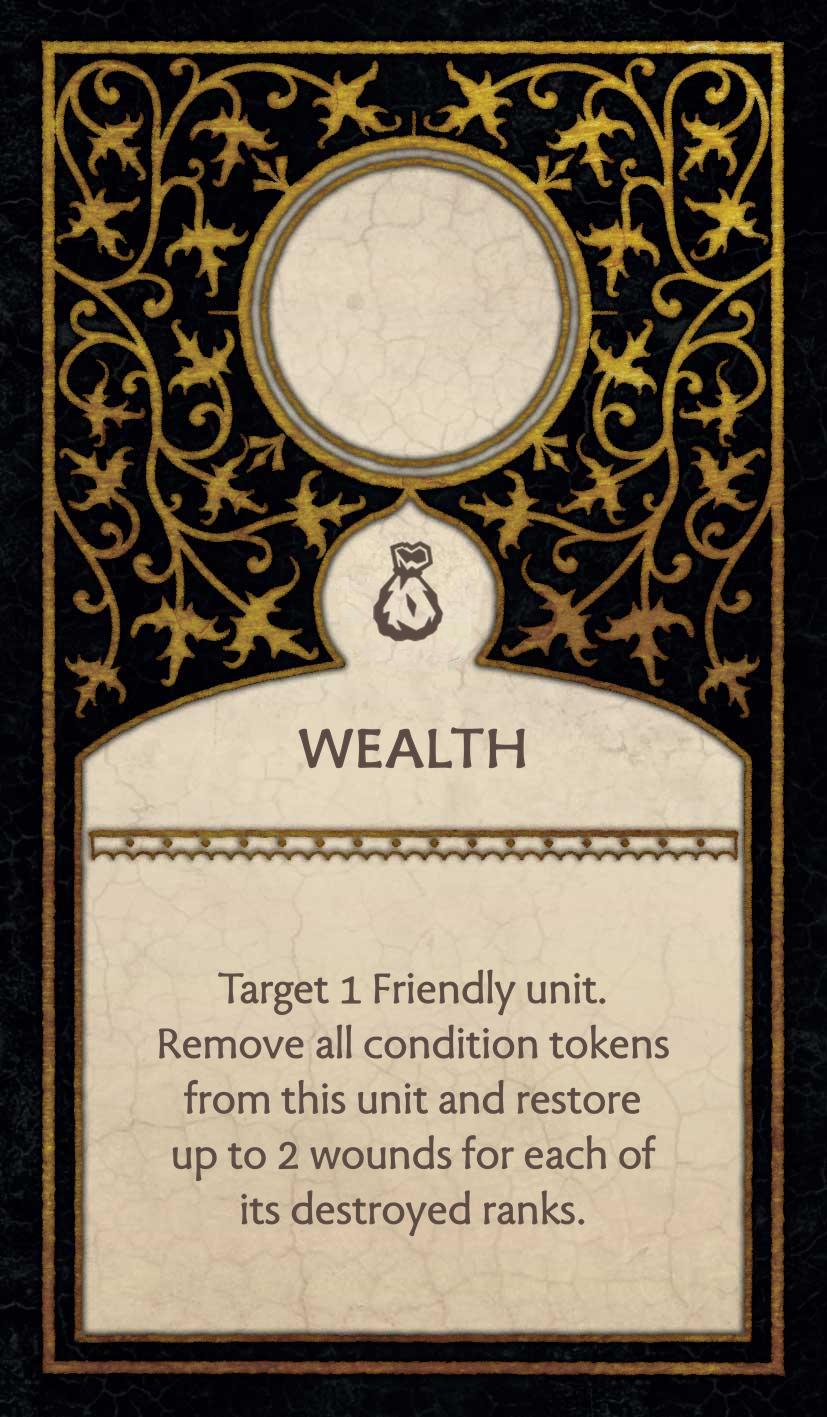 WEALTH
Target 1 Friendly unit.
Remove all condition tokens
from this unit and restore
up to 2 wounds for each of
its destroyed ranks.